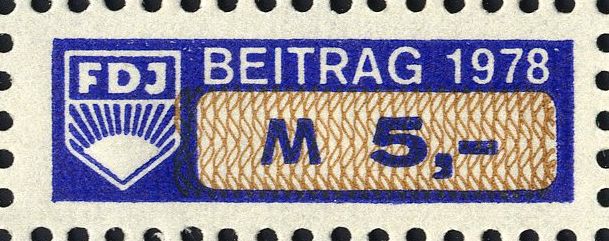 FDJ
BEITRAG 1978
M 5,-